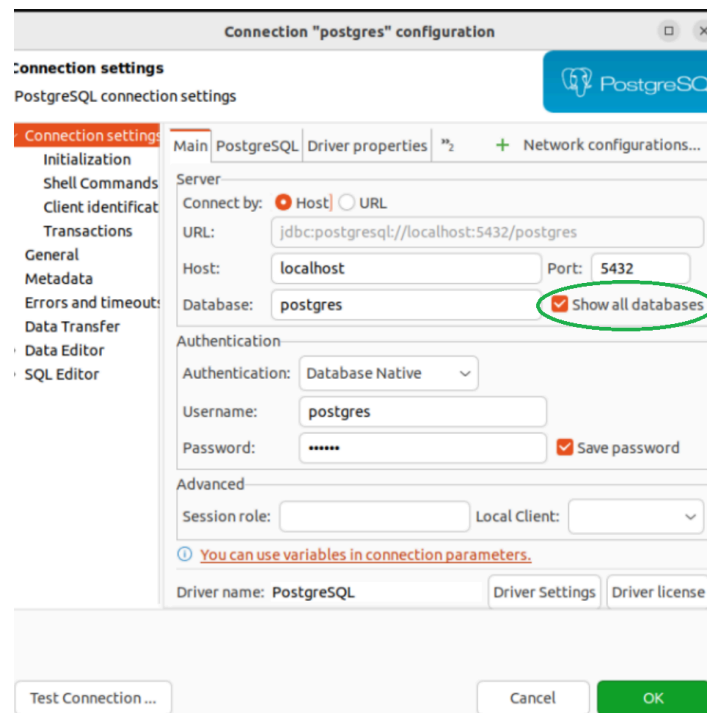 Connection "postgres" configuration
Connection settings
PostgreSQL connection settings
PostgreSQ
Connection settings
Initialization
Shell Commands
Client identificat
Transactions
General
Metadata
Errors and timeouts
Data Transfer
Data Editor
SQL Editor
Main PostgreSQL Driver properties »2 + Network configurations...
Server
Connect by: Host URL
URL: jdbc:postgresql://localhost:5432/postgres
Host: localhost Port: 5432
Database: postgres Show all databases
Authentication
Authentication: Database Native
Username: postgres
Password: ••••••
Save password
Advanced
Session role: Local Client:
You can use variables in connection parameters.
Driver name: PostgreSQL Driver Settings Driver license
Test Connection ... Cancel OK